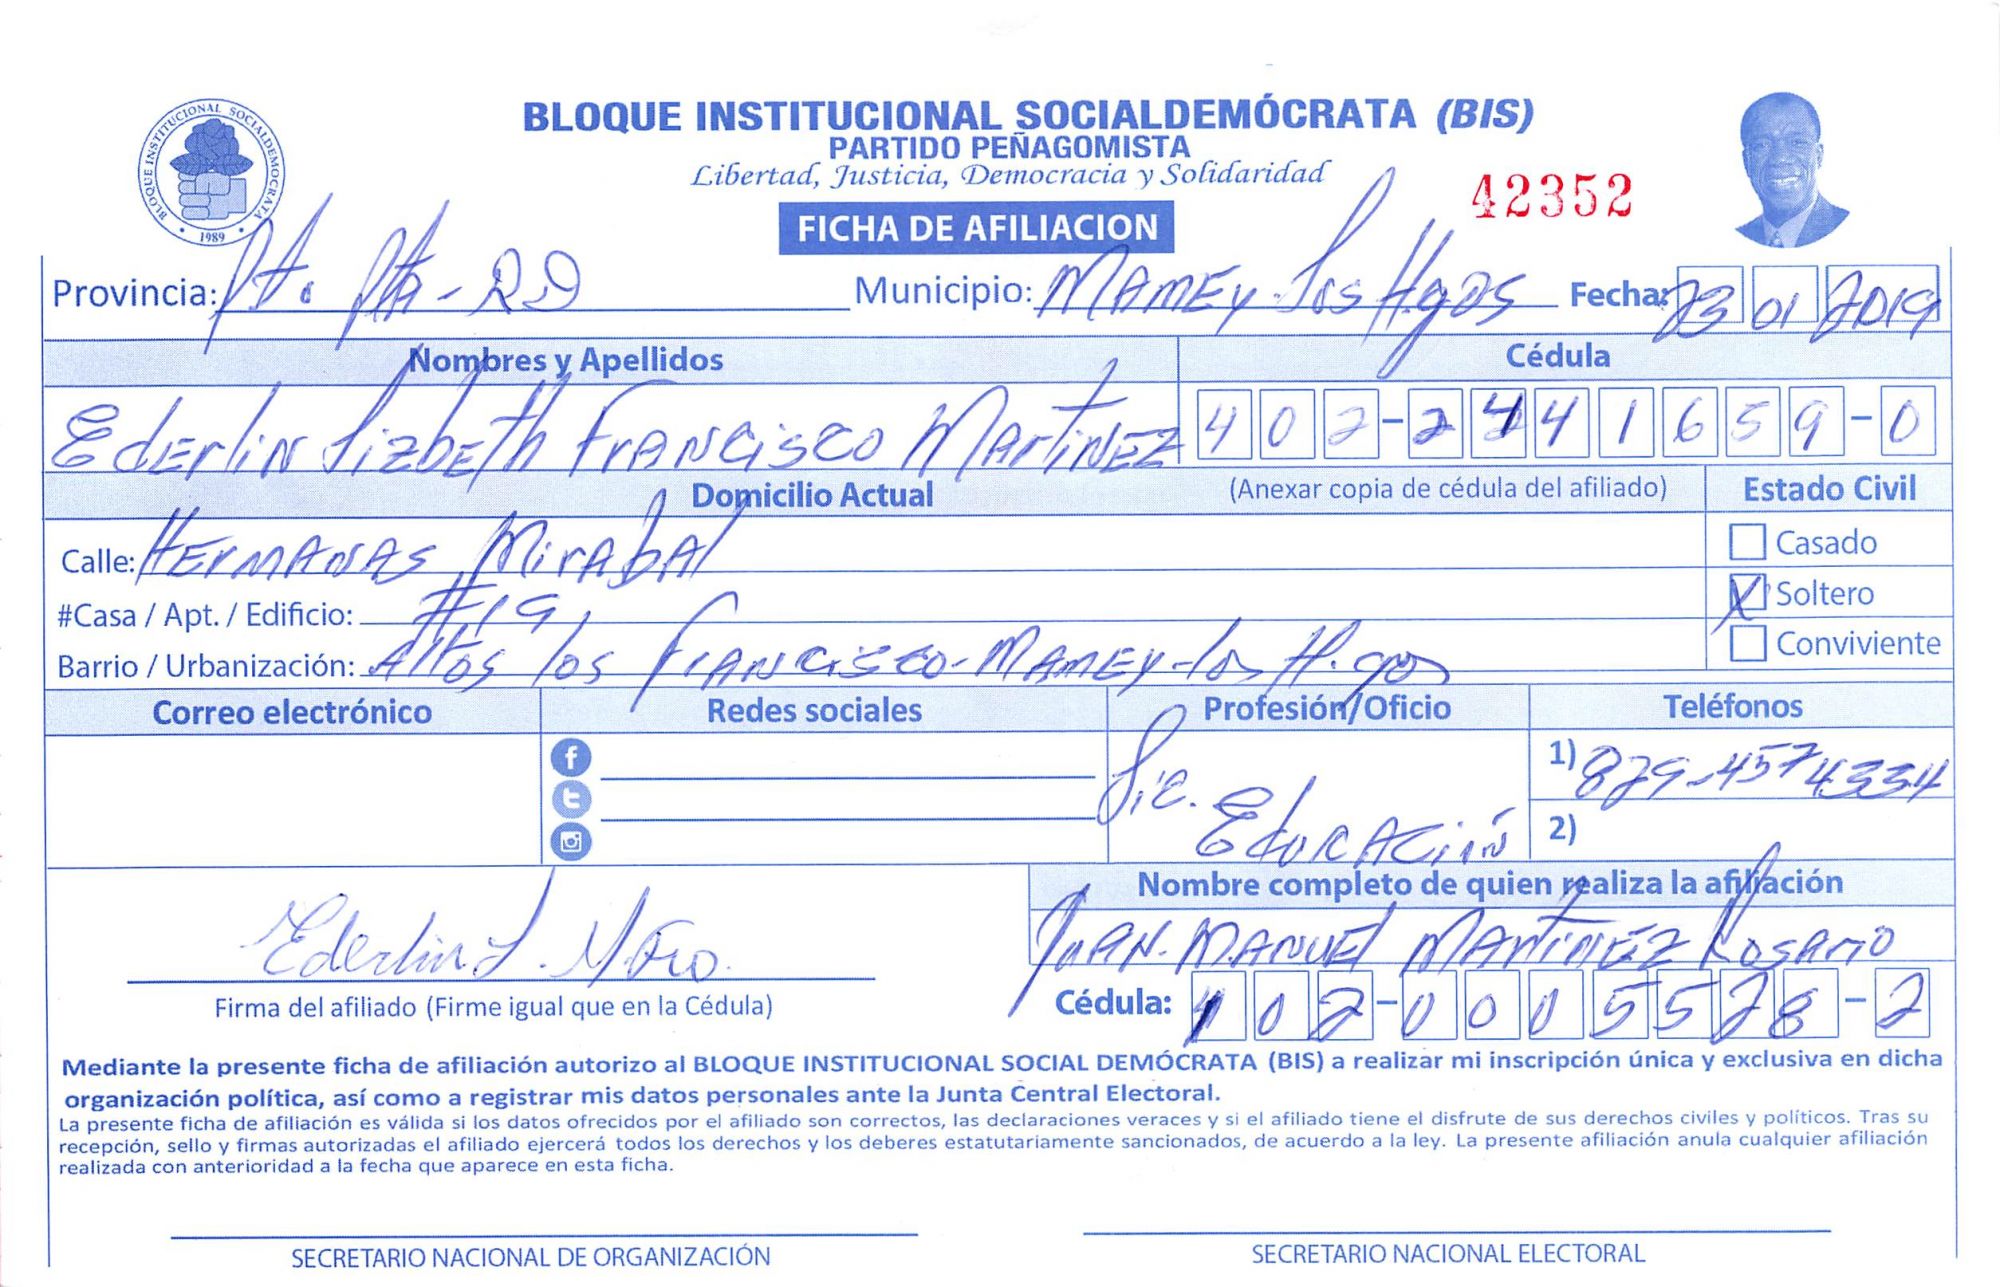 BLOQUE INSTITUCIONAL SOCIALDEMOCRATA
1989
BLOQUE INSTITUCIONAL SOCIALDEMÓCRATA (BIS)
PARTIDO PEÑAGOMISTA
Libertad, Justicia, Democracia y Solidaridad
42352
FICHA DE AFILIACION
Provincia: Pt. Pta - RD Municipio: MAMEy - Los Hgos Fecha: 23 01 2019
Nombres y Apellidos Cédula
EDErlin LizbeTh FrANCisco MArTiNEZ 402-2441659-0
Domicilio Actual (Anexar copia de cédula del afiliado) Estado Civil
Calle: HErMANAS MirAbAl Casado
#Casa / Apt. / Edificio: #19 X Soltero
Barrio / Urbanización: Altos los FrANCisco - MAMEy - los H.gos Conviviente
Correo electrónico Redes sociales Profesión/Oficio Teléfonos
Lic. EducACión
1) 829-457 4334
2)
Nombre completo de quien realiza la afiliación
JuAN. MANUEl MArTiNEZ RosArio
Ederlin L. M.
Firma del afiliado (Firme igual que en la Cédula)
Cédula: 402-0005528-2
Mediante la presente ficha de afiliación autorizo al BLOQUE INSTITUCIONAL SOCIAL DEMÓCRATA (BIS) a realizar mi inscripción única y exclusiva en dicha
organización política, así como a registrar mis datos personales ante la Junta Central Electoral.
La presente ficha de afiliación es válida si los datos ofrecidos por el afiliado son correctos, las declaraciones veraces y si el afiliado tiene el disfrute de sus derechos civiles y políticos. Tras su
recepción, sello y firmas autorizadas el afiliado ejercerá todos los derechos y los deberes estatutariamente sancionados, de acuerdo a la ley. La presente afiliación anula cualquier afiliación
realizada con anterioridad a la fecha que aparece en esta ficha.
SECRETARIO NACIONAL DE ORGANIZACIÓN SECRETARIO NACIONAL ELECTORAL